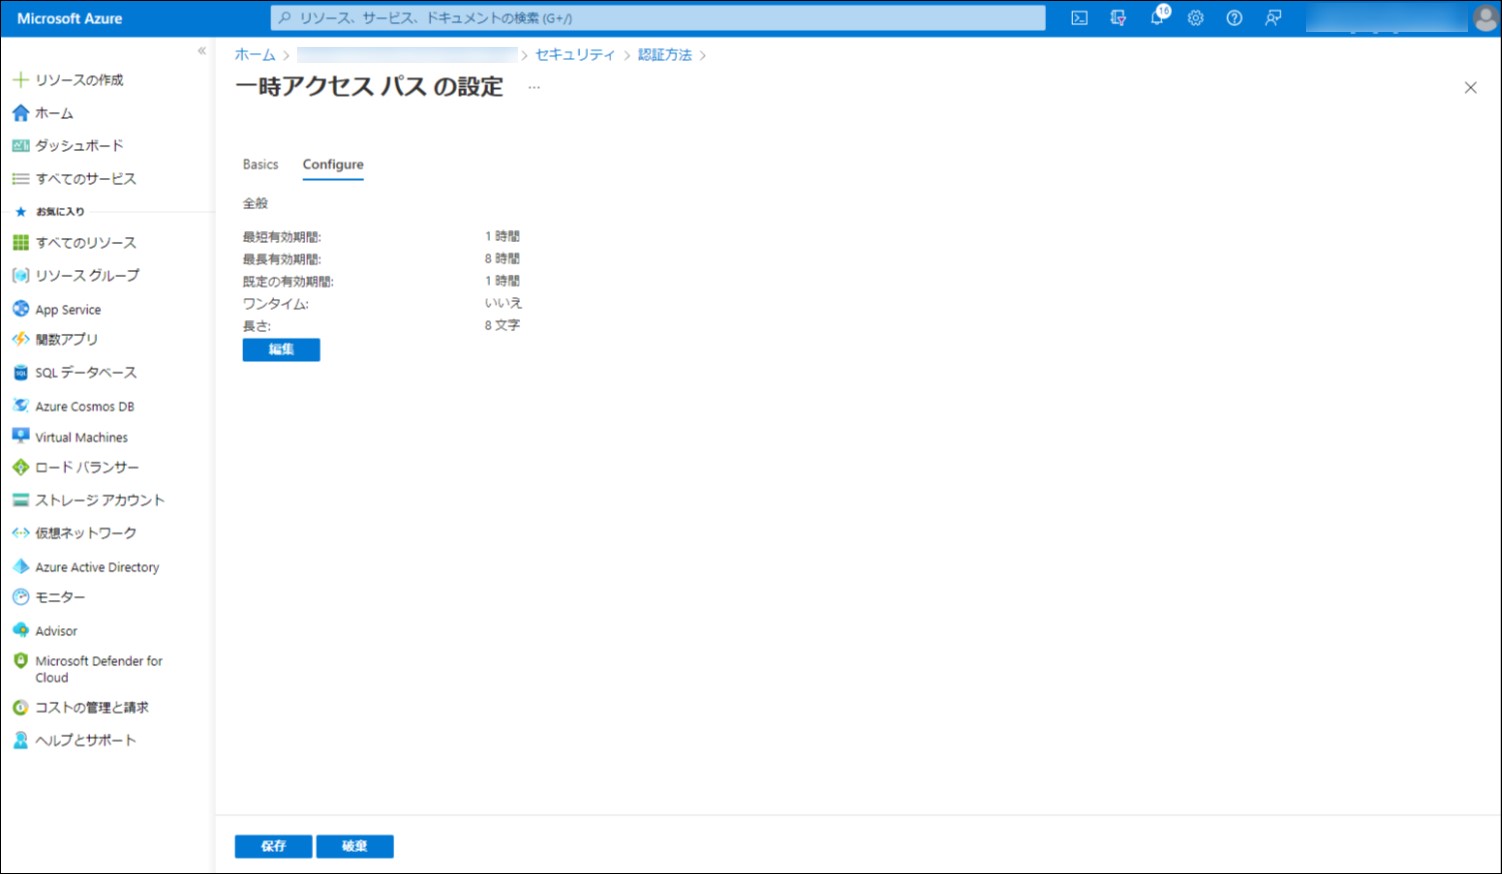 Microsoft Azure
リソース、サービス、ドキュメントの検索 (G+/)
16
ホーム
セキュリティ
認証方法
一時アクセス パス の設定
...
リソースの作成
ホーム
ダッシュボード
すべてのサービス
お気に入り
すべてのリソース
リソース グループ
App Service
関数アプリ
SQL データベース
Azure Cosmos DB
Virtual Machines
ロード バランサー
ストレージ アカウント
仮想ネットワーク
Azure Active Directory
モニター
Advisor
Microsoft Defender for
Cloud
コストの管理と請求
ヘルプとサポート
Basics
Configure
全般
最短有効期間: 1 時間
最長有効期間: 8 時間
既定の有効期間: 1 時間
ワンタイム: いいえ
長さ: 8 文字
編集
保存
破棄